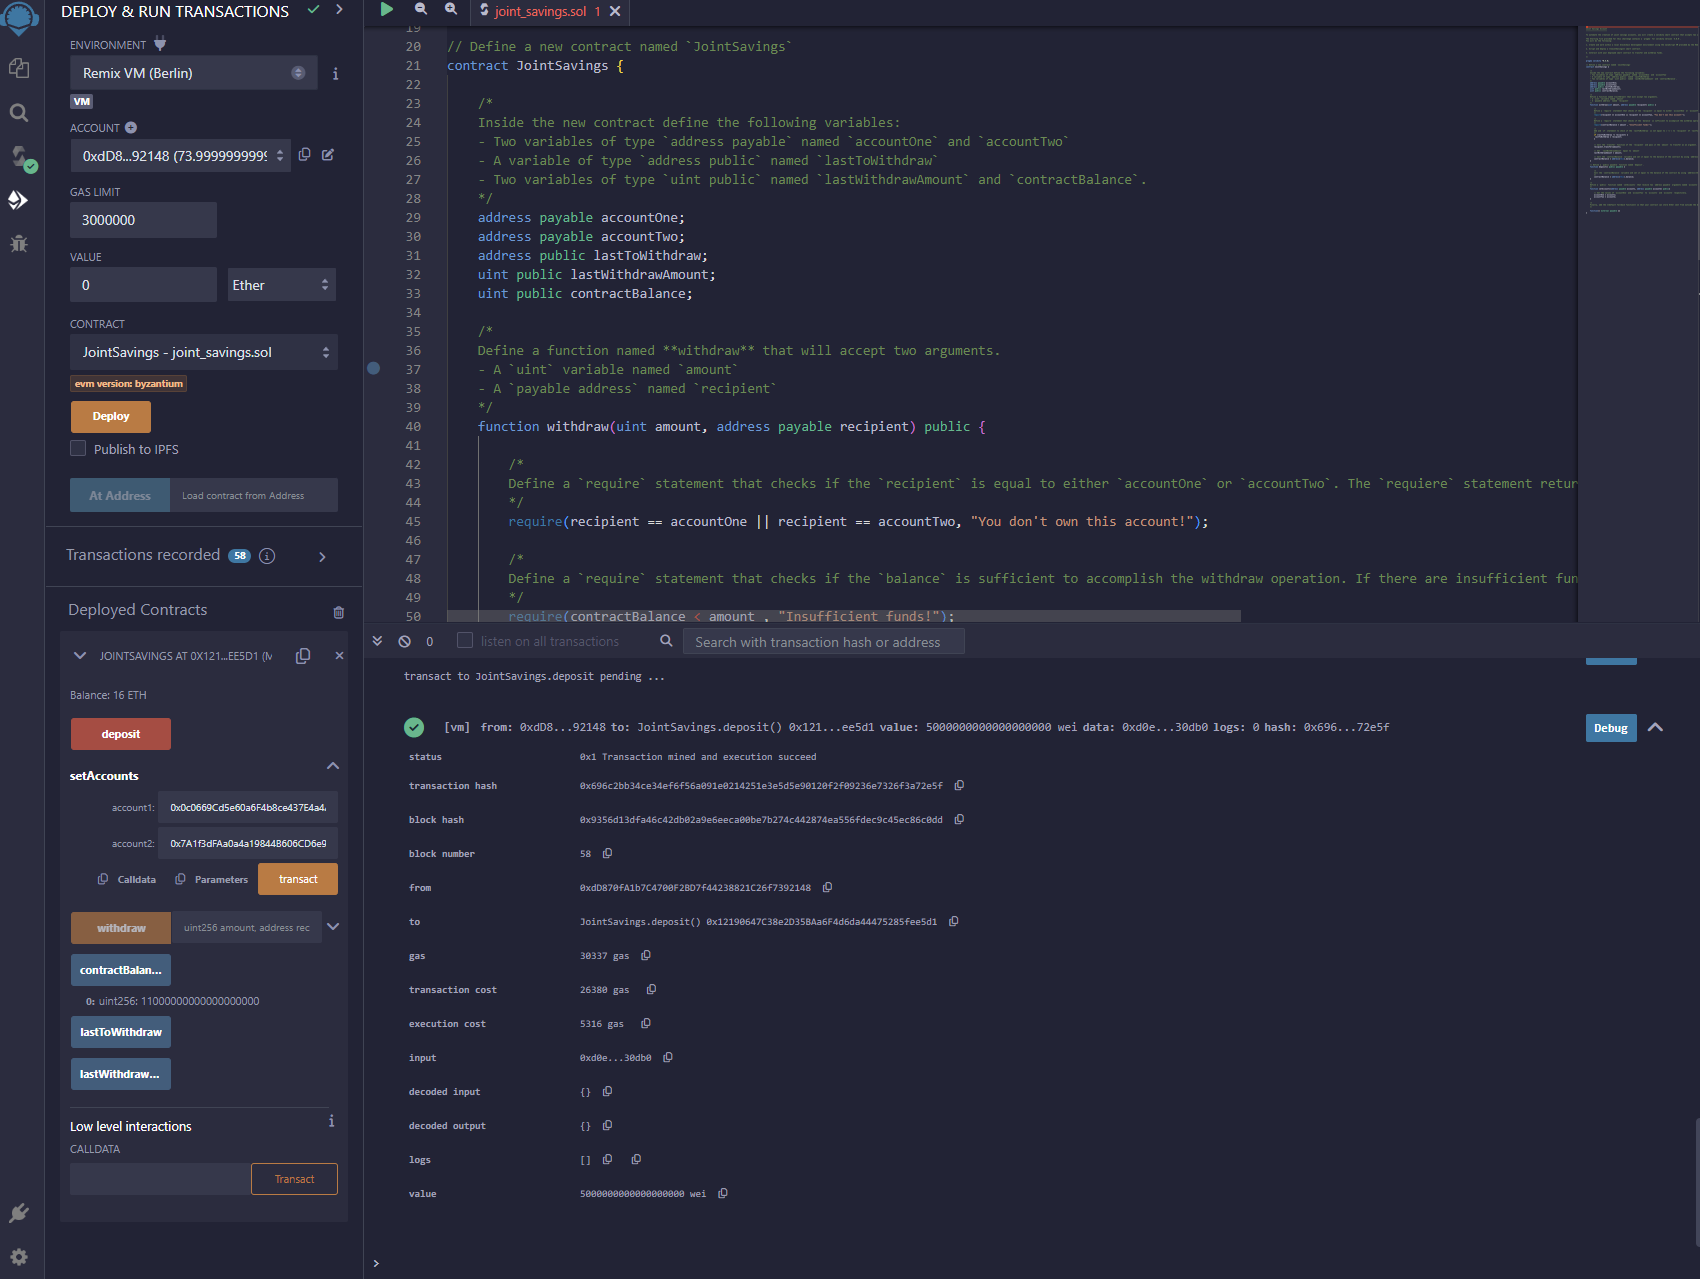 DEPLOY & RUN TRANSACTIONS
ENVIRONMENT
Remix VM (Berlin)
VM
ACCOUNT
0xdD8...92148 (73.9999999999
GAS LIMIT
3000000
VALUE
0
Ether
CONTRACT
JointSavings - joint_savings.sol
evm version: byzantium
Deploy
Publish to IPFS
At Address
Load contract from Address
Transactions recorded 58
Deployed Contracts
JOINTSAVINGS AT 0X121...EE5D1 (M
Balance: 16 ETH
deposit
setAccounts
account1: 0x0c0669Cd5e60a6F4b8ce437E4a4
account2: 0x7A1f3dFAa0a4a19844B606CD6e9
Calldata
Parameters
transact
withdraw
uint256 amount, address rec
contractBalan...
0: uint256: 11000000000000000000
lastToWithdraw
lastWithdraw...
Low level interactions
CALLDATA
Transact
joint_savings.sol 1
19
20 // Define a new contract named `JointSavings`
21 contract JointSavings {
22
23 /*
24 Inside the new contract define the following variables:
25 - Two variables of type `address payable` named `accountOne` and `accountTwo`
26 - A variable of type `address public` named `lastToWithdraw`
27 - Two variables of type `uint public` named `lastWithdrawAmount` and `contractBalance`.
28 */
29 address payable accountOne;
30 address payable accountTwo;
31 address public lastToWithdraw;
32 uint public lastWithdrawAmount;
33 uint public contractBalance;
34
35 /*
36 Define a function named **withdraw** that will accept two arguments.
37 - A `uint` variable named `amount`
38 - A `payable address` named `recipient`
39 */
40 function withdraw(uint amount, address payable recipient) public {
41
42 /*
43 Define a `require` statement that checks if the `recipient` is equal to either `accountOne` or `accountTwo`. The `requiere` statement retur
44 */
45 require(recipient == accountOne || recipient == accountTwo, "You don't own this account!");
46
47 /*
48 Define a `require` statement that checks if the `balance` is sufficient to accomplish the withdraw operation. If there are insufficient fun
49 */
50 require(contractBalance < amount , "Insufficient funds!");
0
listen on all transactions
Search with transaction hash or address
transact to JointSavings.deposit pending ...
[vm] from: 0xdD8...92148 to: JointSavings.deposit() 0x121...ee5d1 value: 5000000000000000000 wei data: 0xd0e...30db0 logs: 0 hash: 0x696...72e5f
Debug
status 0x1 Transaction mined and execution succeed
transaction hash 0x696c2bb34ce34ef6f56a091e0214251e3e5d5e90120f2f09236e7326f3a72e5f
block hash 0x9356d13dfa46c42db02a9e6eeca00be7b274c442874ea556fdec9c45ec86c0dd
block number 58
from 0xdD870fA1b7C4700F2BD7f44238821C26f7392148
to JointSavings.deposit() 0x12190647C38e2D35BAa6F4d6da44475285fee5d1
gas 30337 gas
transaction cost 26380 gas
execution cost 5316 gas
input 0xd0e...30db0
decoded input {}
decoded output {}
logs []
value 5000000000000000000 wei
>